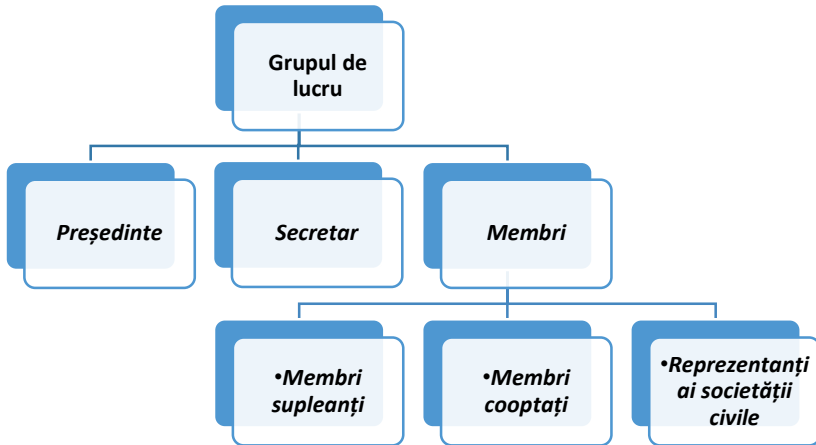 Grupul de
lucru
Președinte
Secretar
Membri
•Membri
supleanți
•Membri
cooptați
•Reprezentanți
ai societății
civile